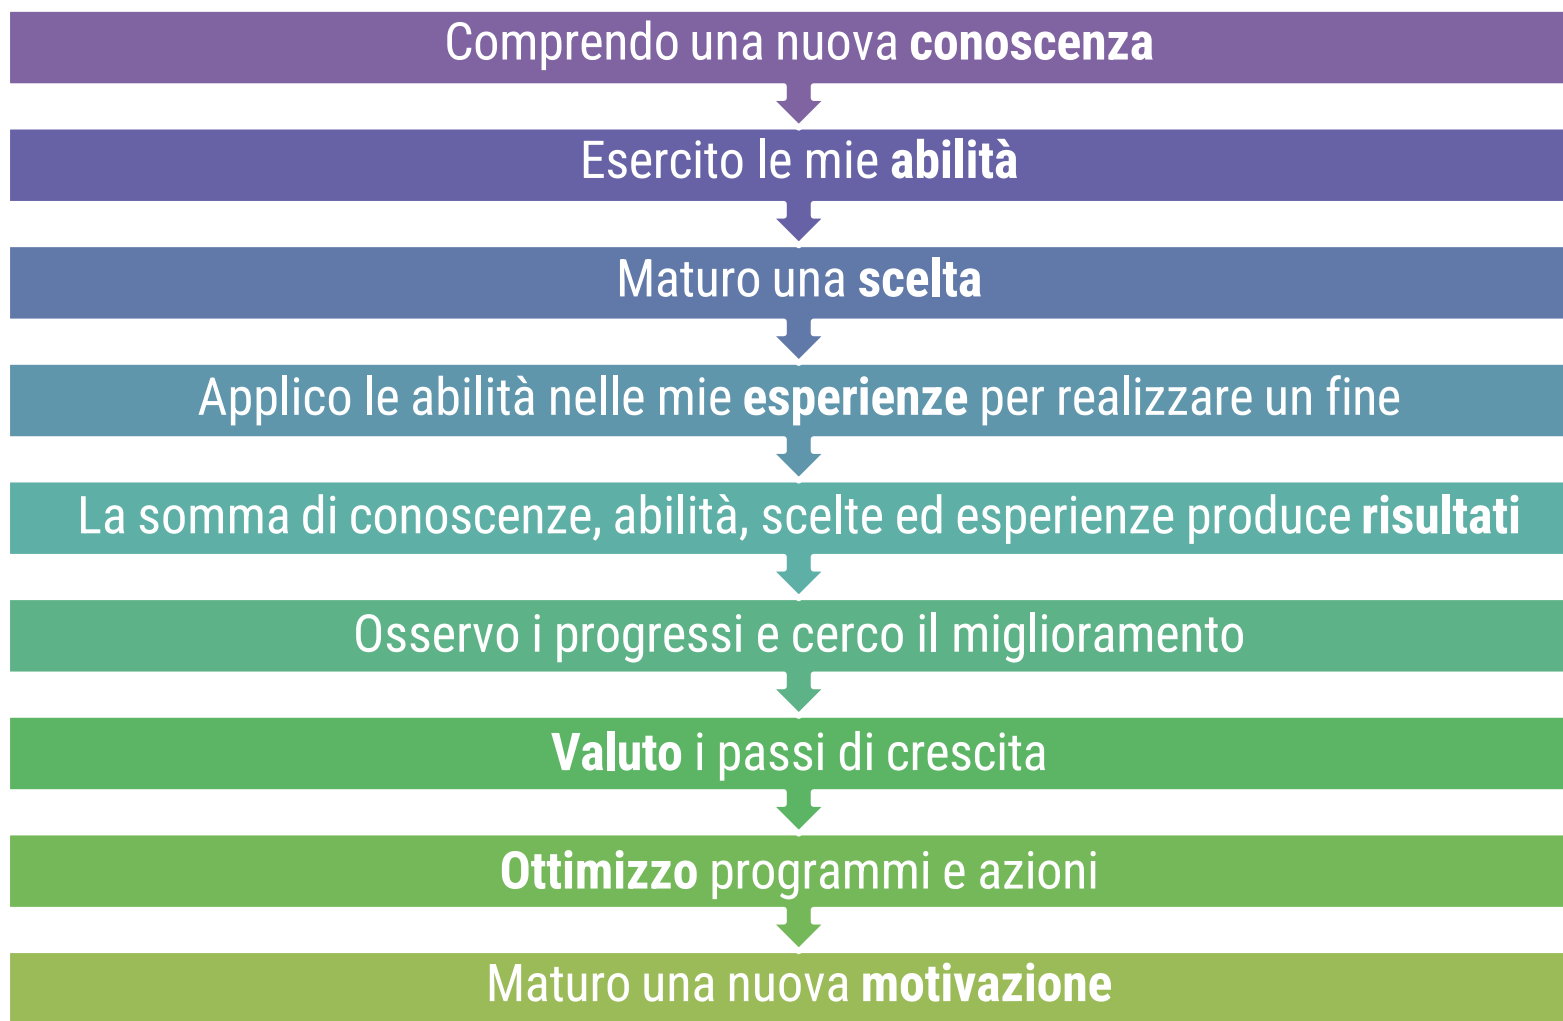 Comprendo una nuova conoscenza
Esercito le mie abilità
Maturo una scelta
Applico le abilità nelle mie esperienze per realizzare un fine
La somma di conoscenze, abilità, scelte ed esperienze produce risultati
Osservo i progressi e cerco il miglioramento
Valuto i passi di crescita
Ottimizzo programmi e azioni
Maturo una nuova motivazione